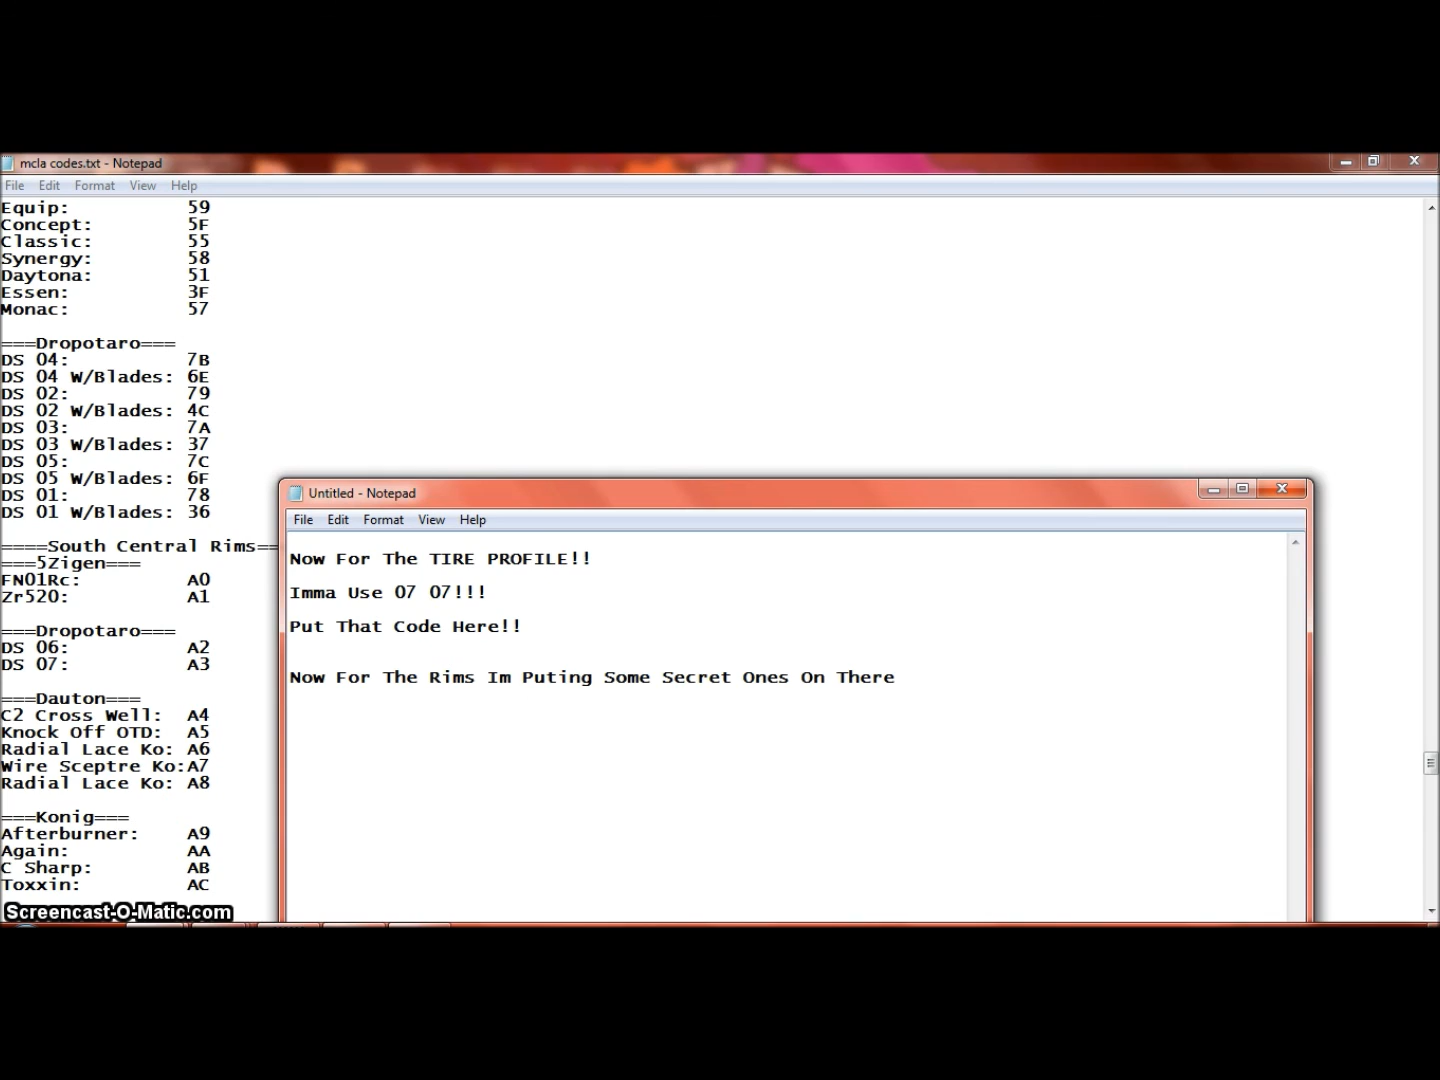 mcla codes.txt - Notepad
File Edit Format View Help
Equip: 59
Concept: 5F
Classic: 55
Synergy: 58
Daytona: 51
Essen: 3F
Monac: 57
===Dropotaro===
DS 04: 7B
DS 04 W/Blades: 6E
DS 02: 79
DS 02 W/Blades: 4C
DS 03: 7A
DS 03 W/Blades: 37
DS 05: 7C
DS 05 W/Blades: 6F
DS 01: 78
DS 01 W/Blades: 36
====South Central Rims==
===5Zigen===
FN01Rc: A0
Zr520: A1
===Dropotaro===
DS 06: A2
DS 07: A3
===Dauton===
C2 Cross Well: A4
Knock Off OTD: A5
Radial Lace Ko: A6
Wire Sceptre Ko:A7
Radial Lace Ko: A8
===Konig===
Afterburner: A9
Again: AA
C Sharp: AB
Toxxin: AC
Screencast-O-Matic.com
Untitled - Notepad
File Edit Format View Help
Now For The TIRE PROFILE!!
Imma Use 07 07!!!
Put That Code Here!!
Now For The Rims Im Puting Some Secret Ones On There